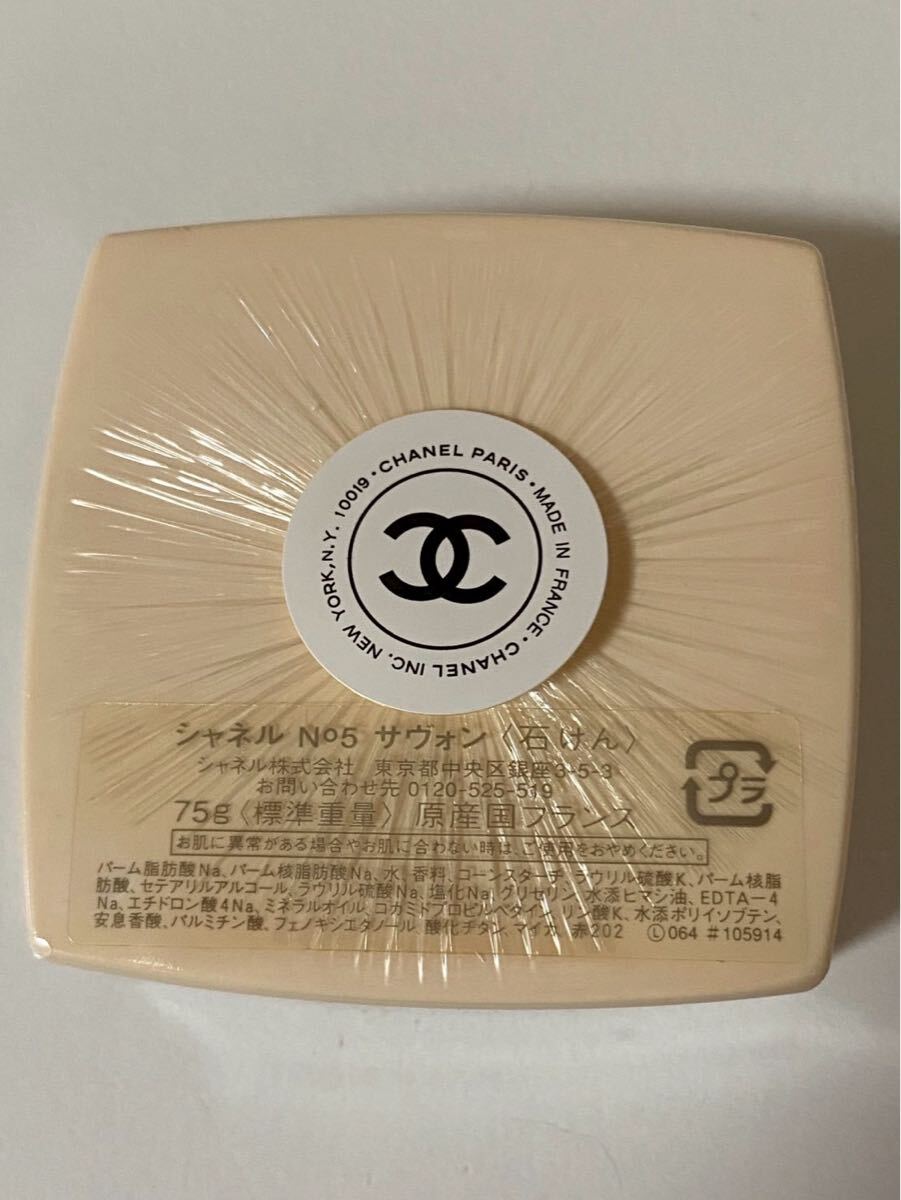 CHANEL PARIS • MADE IN FRANCE • CHANEL INC. NEW YORK, N.Y. 10019 •
シャネル Nº5 サヴォン〈石けん〉
シャネル株式会社 東京都中央区銀座3-5-3
お問い合わせ先 0120-525-519
75g〈標準重量〉 原産国フランス
プラ
お肌に異常がある場合やお肌に合わない時は、ご使用をおやめください。
パーム脂肪酸Na、パーム核脂肪酸Na、水、香料、コーンスターチ、ラウリル硫酸K、パーム核脂
肪酸、セテアリルアルコール、ラウリル硫酸Na、塩化Na、グリセリン、水添ヒマシ油、EDTA-4
Na、エチドロン酸4Na、ミネラルオイル、コカミドプロピルベタイン、リン酸K、水添ポリイソブテン、
安息香酸、パルミチン酸、フェノキシエタノール、酸化チタン、マイカ、赤202 Ⓛ064 #105914